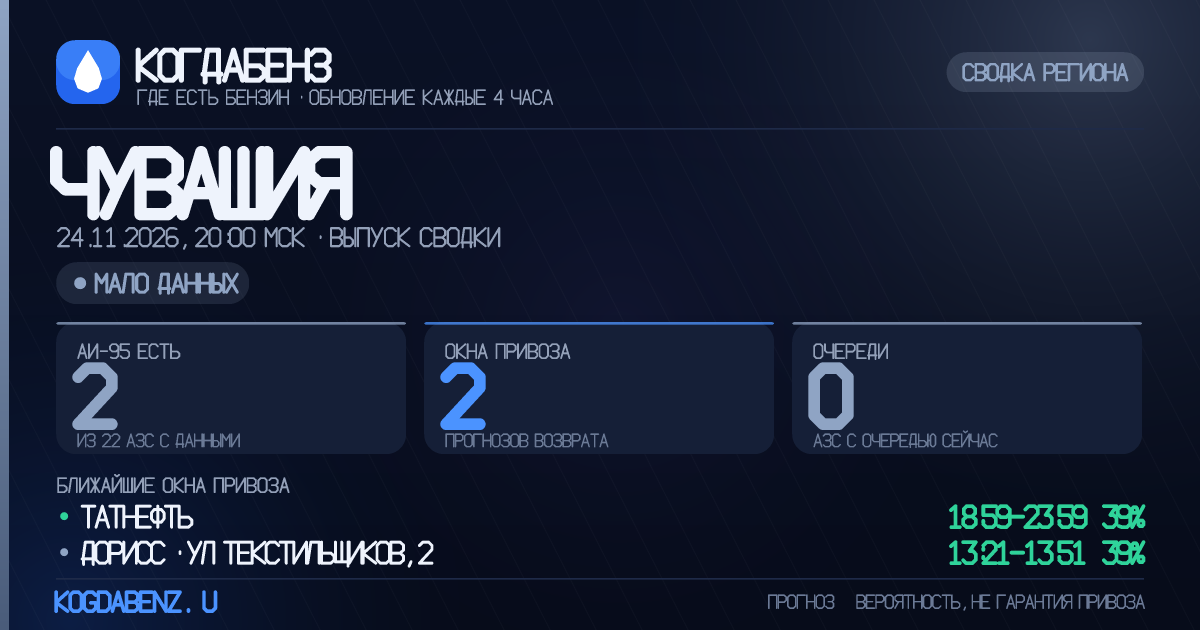 КОГДАБЕНЗ
ГДЕ ЕСТЬ БЕНЗИН · ОБНОВЛЕНИЕ КАЖДЫЕ 4 ЧАСА
СВОДКА РЕГИОНА
ЧУВАШИЯ
24.11.2026, 20:00 МСК · ВЫПУСК СВОДКИ
МАЛО ДАННЫХ
АИ-95 ЕСТЬ
2
ИЗ 22 АЗС С ДАННЫМИ
ОКНА ПРИВОЗА
2
ПРОГНОЗОВ ВОЗВРАТА
ОЧЕРЕДИ
0
АЗС С ОЧЕРЕДЬЮ СЕЙЧАС
БЛИЖАЙШИЕ ОКНА ПРИВОЗА
• ТАТНЕФТЬ
18:59–23:59 39%
• ДОРИСС · УЛ ТЕКСТИЛЬЩИКОВ, 2
13:21–13:51 39%
KOGDABENZ. U
ПРОГНОЗ ВЕРОЯТНОСТЬ, НЕ ГАРАНТИЯ ПРИВОЗА